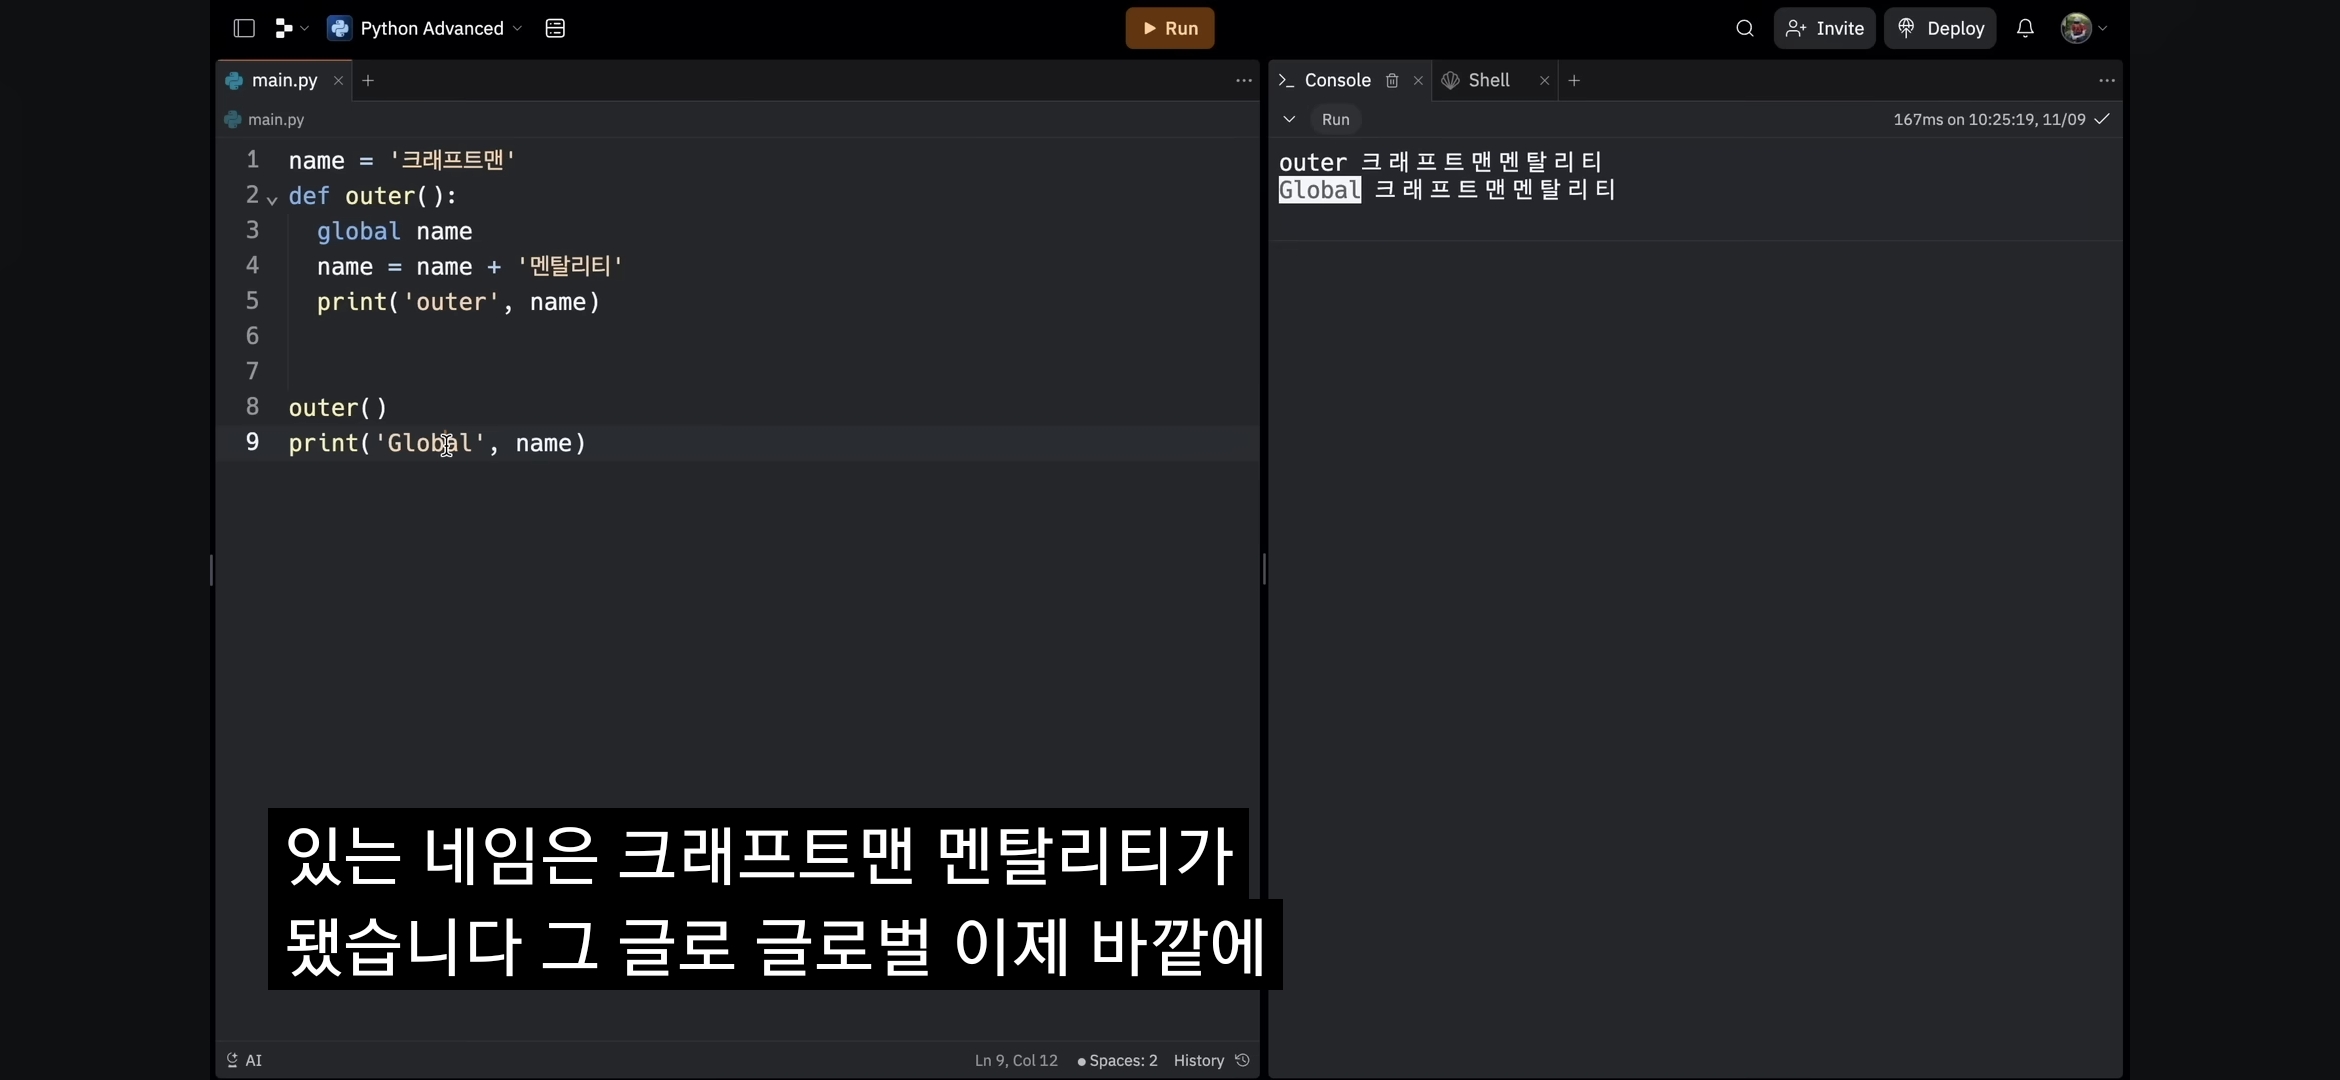 Python Advanced
Run
Invite
Deploy
main.py
Console
Shell
main.py
Run
167ms on 10:25:19, 11/09
1 name = '크래프트맨'
2 def outer():
3 global name
4 name = name + '멘탈리티'
5 print('outer', name)
6
7
8 outer()
9 print('Global', name)
outer 크래프트맨멘탈리티
Global 크래프트맨멘탈리티
있는 네임은 크래프트맨 멘탈리티가
됐습니다 그 글로 글로벌 이제 바깥에
AI
Ln 9, Col 12
Spaces: 2
History